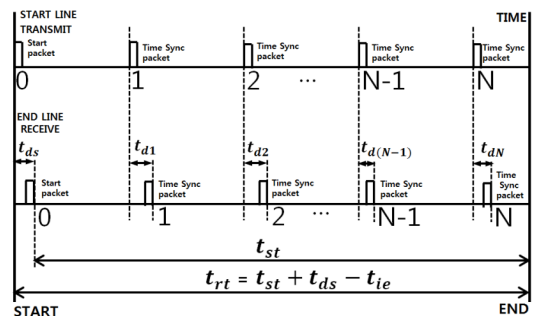 START LINE
TRANSMIT
TIME
Start
packet
Time Sync
packet
Time Sync
packet
Time Sync
packet
Time Sync
packet
0
1
2
...
N-1
N
END LINE
RECEIVE
t_ds
t_d1
t_d2
t_d(N−1)
t_dN
Start
packet
Time Sync
packet
Time Sync
packet
Time Sync
packet
Time
Sync
packet
0
1
2
...
N-1
N
t_st
t_rt = t_st + t_ds − t_ie
START
END